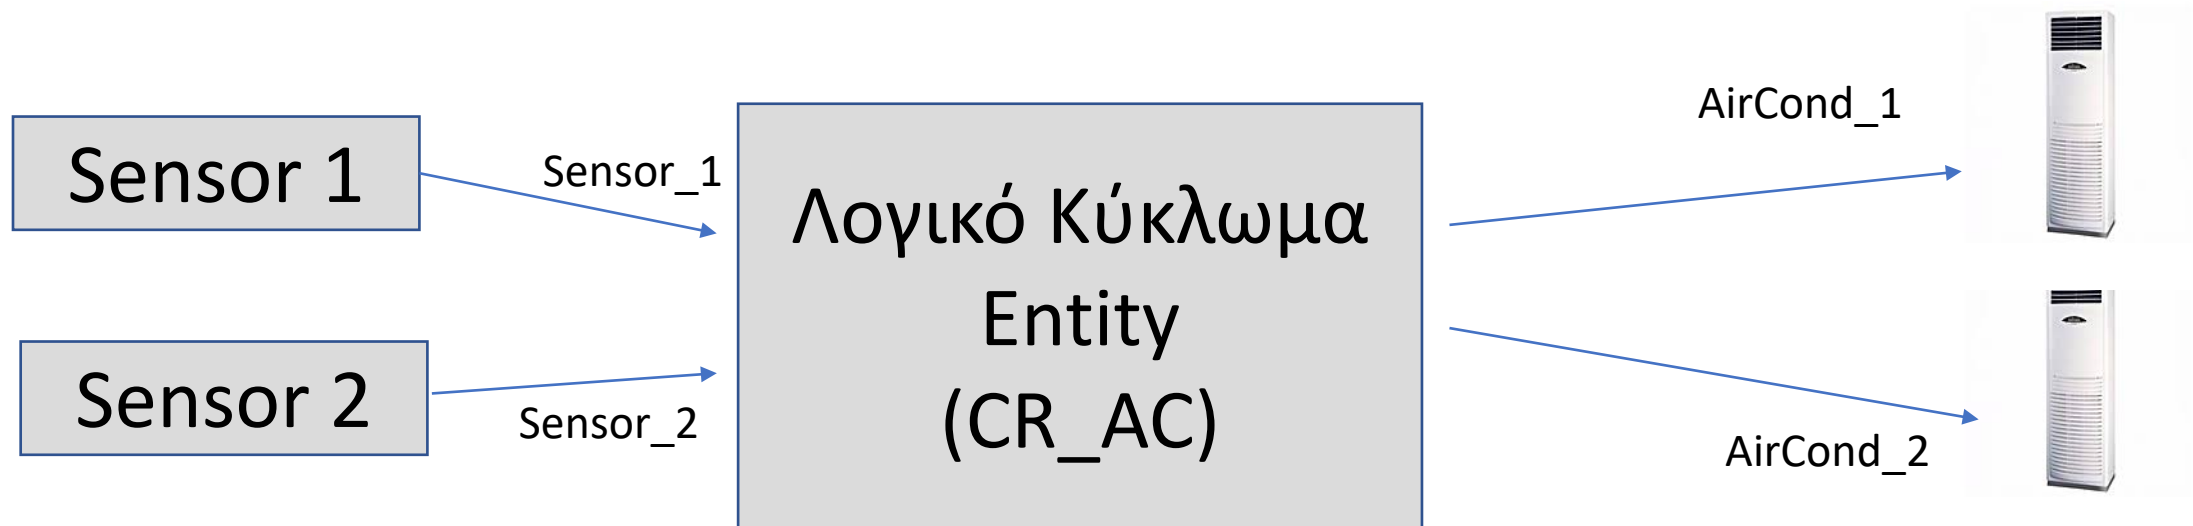 AirCond_1
Sensor 1
Sensor_1
Λογικό Κύκλωμα
Entity
(CR_AC)
Sensor 2
Sensor_2
AirCond_2